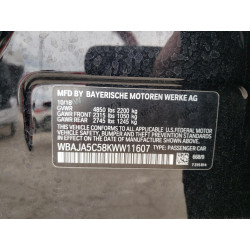 MFD BY BAYERISCHE MOTOREN WERKE AG
10/18
GVWR 4850 lbs 2200 kg
GAWR FRONT 2315 lbs 1050 kg
GAWR REAR 2745 lbs 1245 kg
THIS VEHICLE CONFORMS TO ALL
APPLICABLE U.S. FEDERAL MOTOR
VEHICLE SAFETY, BUMPER, AND
THEFT PREVENTION STANDARDS
IN EFFECT ON THE DATE OF
MANUFACTURE SHOWN ABOVE.
WBAJA5C58KWW11607 TYPE: PASSENGER CAR